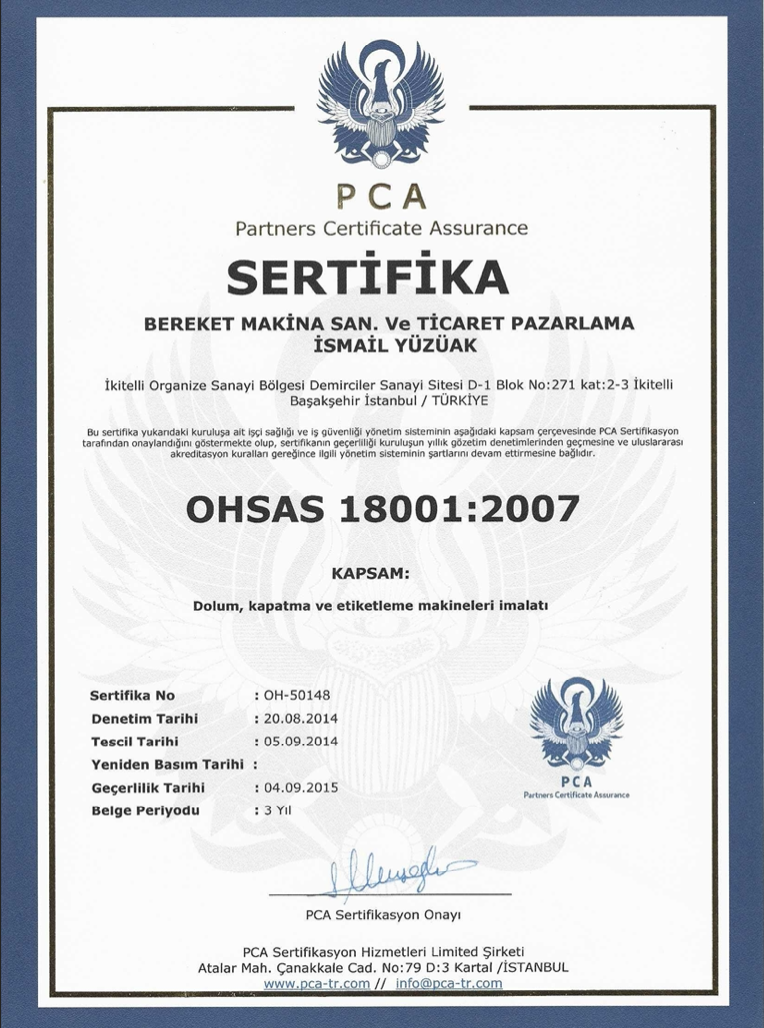 PCA
Partners Certificate Assurance
SERTİFİKA
BEREKET MAKİNA SAN. Ve TİCARET PAZARLAMA
İSMAİL YÜZÜAK
İkitelli Organize Sanayi Bölgesi Demirciler Sanayi Sitesi D-1 Blok No:271 kat:2-3 İkitelli
Başakşehir İstanbul / TÜRKİYE
Bu sertifika yukarıdaki kuruluşa ait işçi sağlığı ve iş güvenliği yönetim sisteminin aşağıdaki kapsam çerçevesinde PCA Sertifikasyon
tarafından onaylandığını göstermekte olup, sertifikanın geçerliliği kuruluşun yıllık gözetim denetimlerinden geçmesine ve uluslararası
akreditasyon kuralları gereğince ilgili yönetim sisteminin şartlarını devam ettirmesine bağlıdır.
OHSAS 18001:2007
KAPSAM:
Dolum, kapatma ve etiketleme makineleri imalatı
Sertifika No : OH-50148
Denetim Tarihi : 20.08.2014
Tescil Tarihi : 05.09.2014
Yeniden Basım Tarihi :
Geçerlilik Tarihi : 04.09.2015
Belge Periyodu : 3 Yıl
PCA
Partners Certificate Assurance
PCA Sertifikasyon Onayı
PCA Sertifikasyon Hizmetleri Limited Şirketi
Atalar Mah. Çanakkale Cad. No:79 D:3 Kartal /İSTANBUL
www.pca-tr.com // info@pca-tr.com